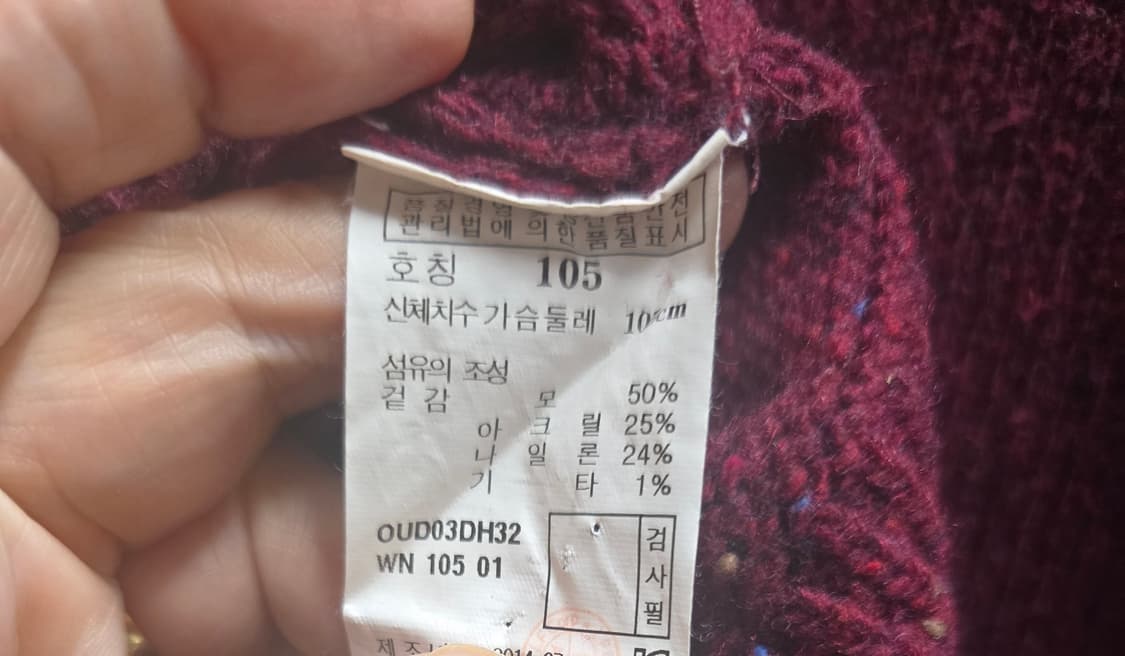 관리법에 의한 품질표시
호칭 105
신체치수 가슴둘레
섬유의 조성
겉감 모 50%
아크릴 25%
나일론 24%
기타 1%
OUD03DH32
WN 105 01
검사필